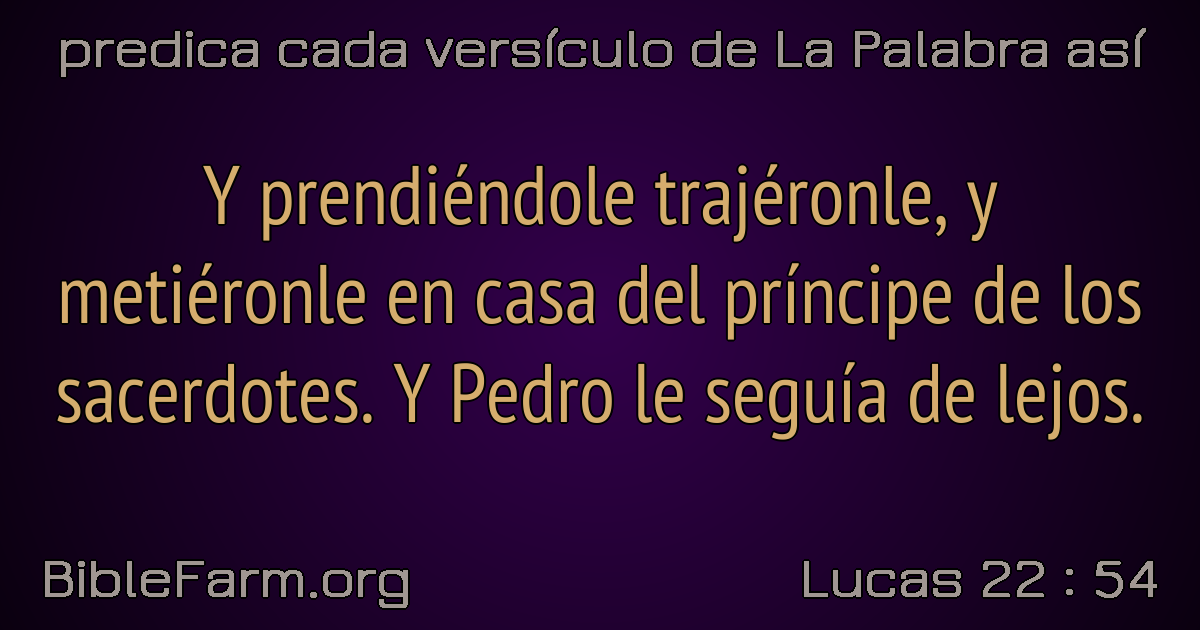 predica cada versículo de La Palabra así
Y prendiéndole trajéronle, y
metiéronle en casa del príncipe de los
sacerdotes. Y Pedro le seguía de lejos.
BibleFarm.org
Lucas 22 : 54